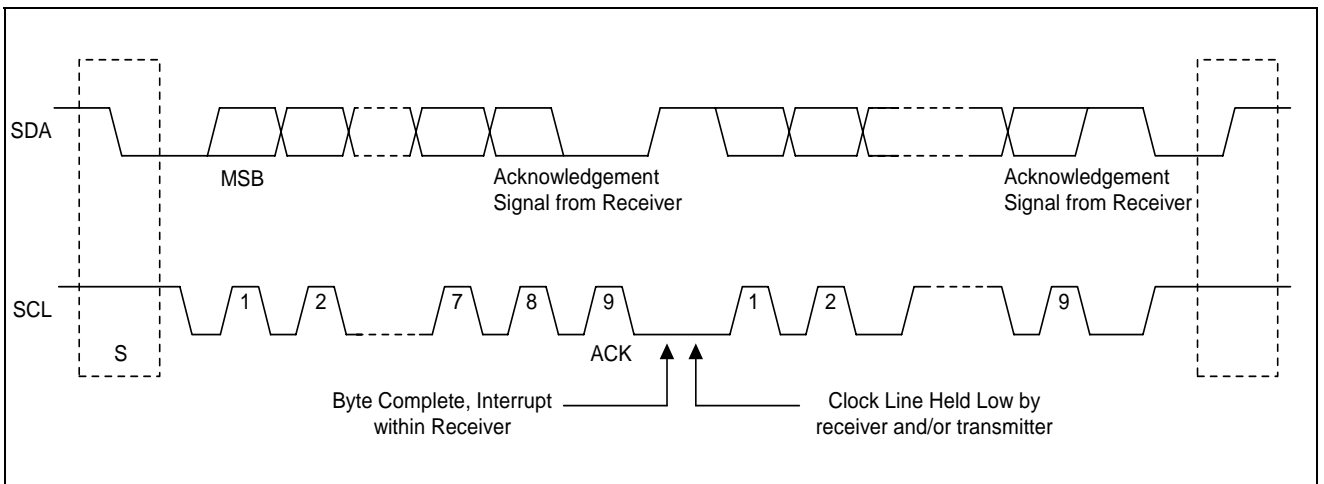 SDA
MSB
Acknowledgement
Signal from Receiver
Acknowledgement
Signal from Receiver
SCL
1 2 7 8 9 1 2 9
S
ACK
Byte Complete, Interrupt
within Receiver
Clock Line Held Low by
receiver and/or transmitter